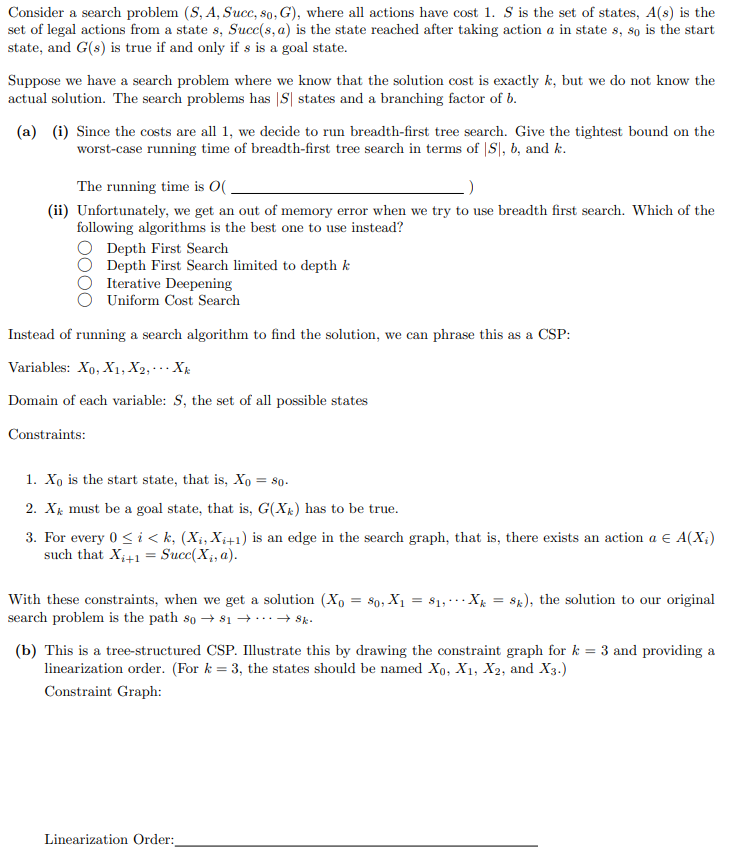 Consider a search problem (S, A, Succ, s₀, G), where all actions have cost 1. S is the set of states, A(s) is the
set of legal actions from a state s, Succ(s, a) is the state reached after taking action a in state s, s₀ is the start
state, and G(s) is true if and only if s is a goal state.
Suppose we have a search problem where we know that the solution cost is exactly k, but we do not know the
actual solution. The search problems has |S| states and a branching factor of b.
(a) (i) Since the costs are all 1, we decide to run breadth-first tree search. Give the tightest bound on the
worst-case running time of breadth-first tree search in terms of |S|, b, and k.
The running time is O( ______________________ )
(ii) Unfortunately, we get an out of memory error when we try to use breadth first search. Which of the
following algorithms is the best one to use instead?
○ Depth First Search
○ Depth First Search limited to depth k
○ Iterative Deepening
○ Uniform Cost Search
Instead of running a search algorithm to find the solution, we can phrase this as a CSP:
Variables: X₀, X₁, X₂, ⋯ Xₖ
Domain of each variable: S, the set of all possible states
Constraints:
1. X₀ is the start state, that is, X₀ = s₀.
2. Xₖ must be a goal state, that is, G(Xₖ) has to be true.
3. For every 0 ≤ i < k, (Xᵢ, Xᵢ₊₁) is an edge in the search graph, that is, there exists an action a ∈ A(Xᵢ)
such that Xᵢ₊₁ = Succ(Xᵢ, a).
With these constraints, when we get a solution (X₀ = s₀, X₁ = s₁, ⋯ Xₖ = sₖ), the solution to our original
search problem is the path s₀ → s₁ → ⋯ → sₖ.
(b) This is a tree-structured CSP. Illustrate this by drawing the constraint graph for k = 3 and providing a
linearization order. (For k = 3, the states should be named X₀, X₁, X₂, and X₃.)
Constraint Graph:
Linearization Order: ______________________